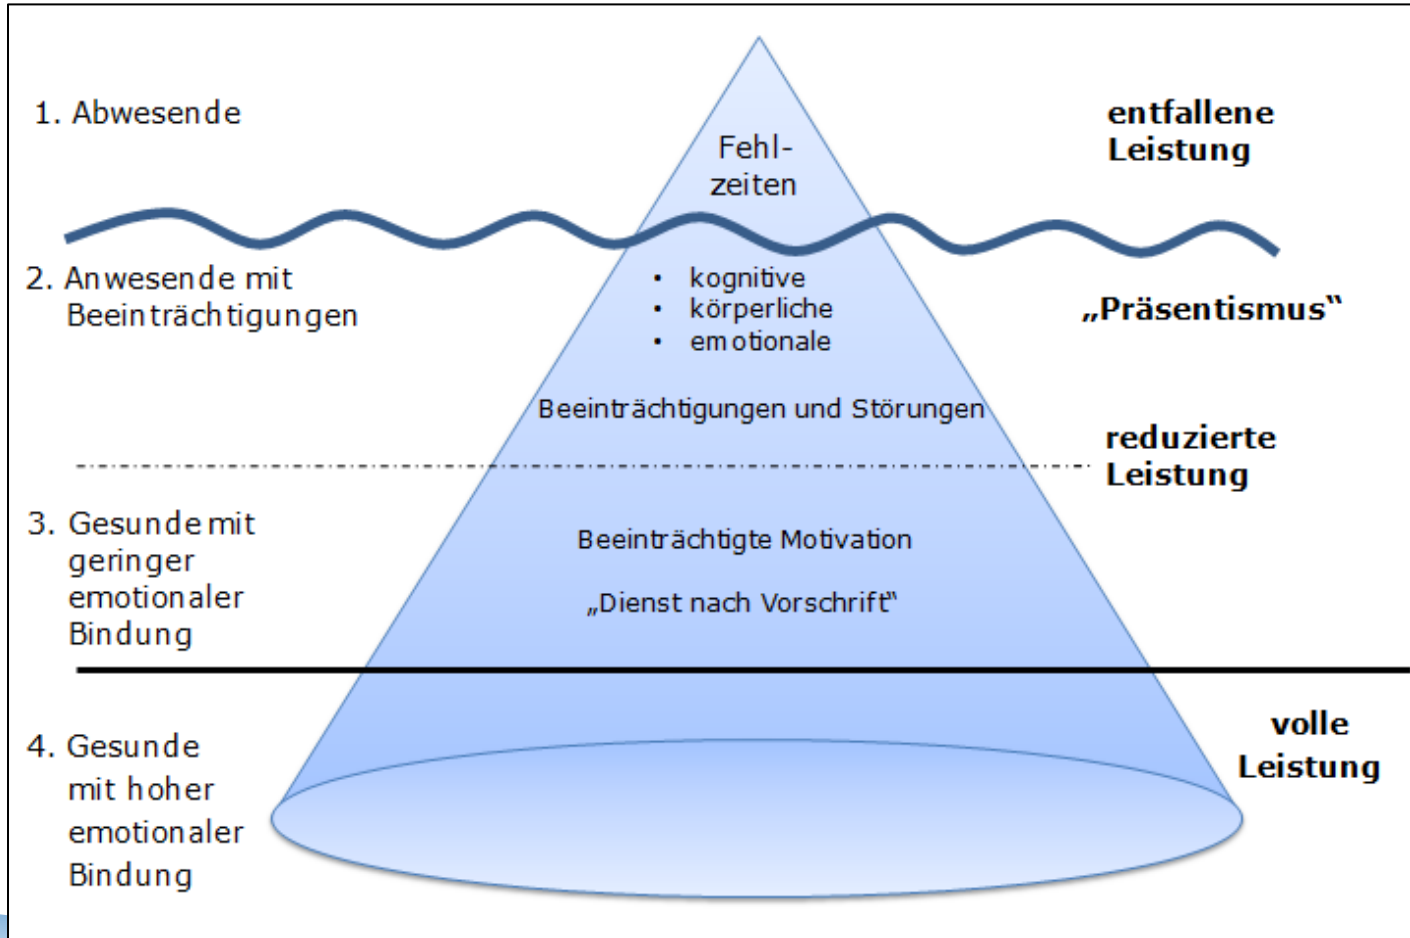 1. Abwesende
entfallene
Leistung
Fehl-
zeiten
2. Anwesende mit
Beeinträchtigungen
• kognitive
• körperliche
• emotionale
„Präsentismus“
Beeinträchtigungen und Störungen
reduzierte
Leistung
3. Gesunde mit
geringer
emotionaler
Bindung
Beeinträchtigte Motivation
„Dienst nach Vorschrift“
4. Gesunde
mit hoher
emotionaler
Bindung
volle
Leistung